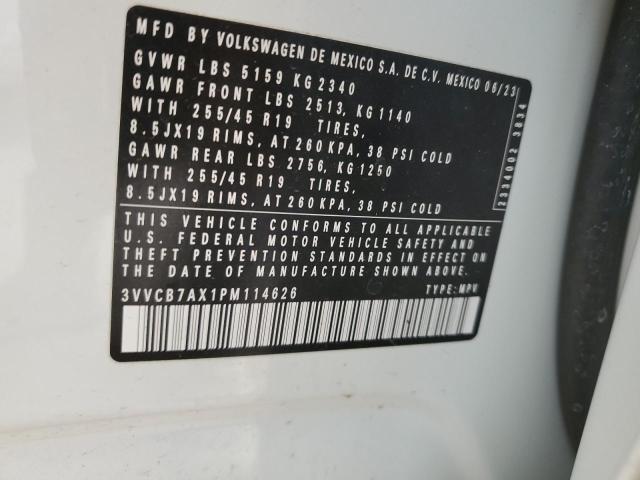 MFD BY VOLKSWAGEN DE MEXICO S.A. DE C.V. MEXICO 06/23
GVWR LBS 5159 KG 2340
GAWR FRONT LBS 2513, KG 1140
WITH 255/45 R19 TIRES,
8.5JX19 RIMS, AT 260 KPA, 38 PSI COLD
GAWR REAR LBS 2756, KG 1250
WITH 255/45 R19 TIRES,
8.5JX19 RIMS, AT 260 KPA, 38 PSI COLD
2334002 3834
THIS VEHICLE CONFORMS TO ALL APPLICABLE
U.S. FEDERAL MOTOR VEHICLE SAFETY AND
THEFT PREVENTION STANDARDS IN EFFECT ON
THE DATE OF MANUFACTURE SHOWN ABOVE
3VVCB7AX1PM114626 TYPE: MPV